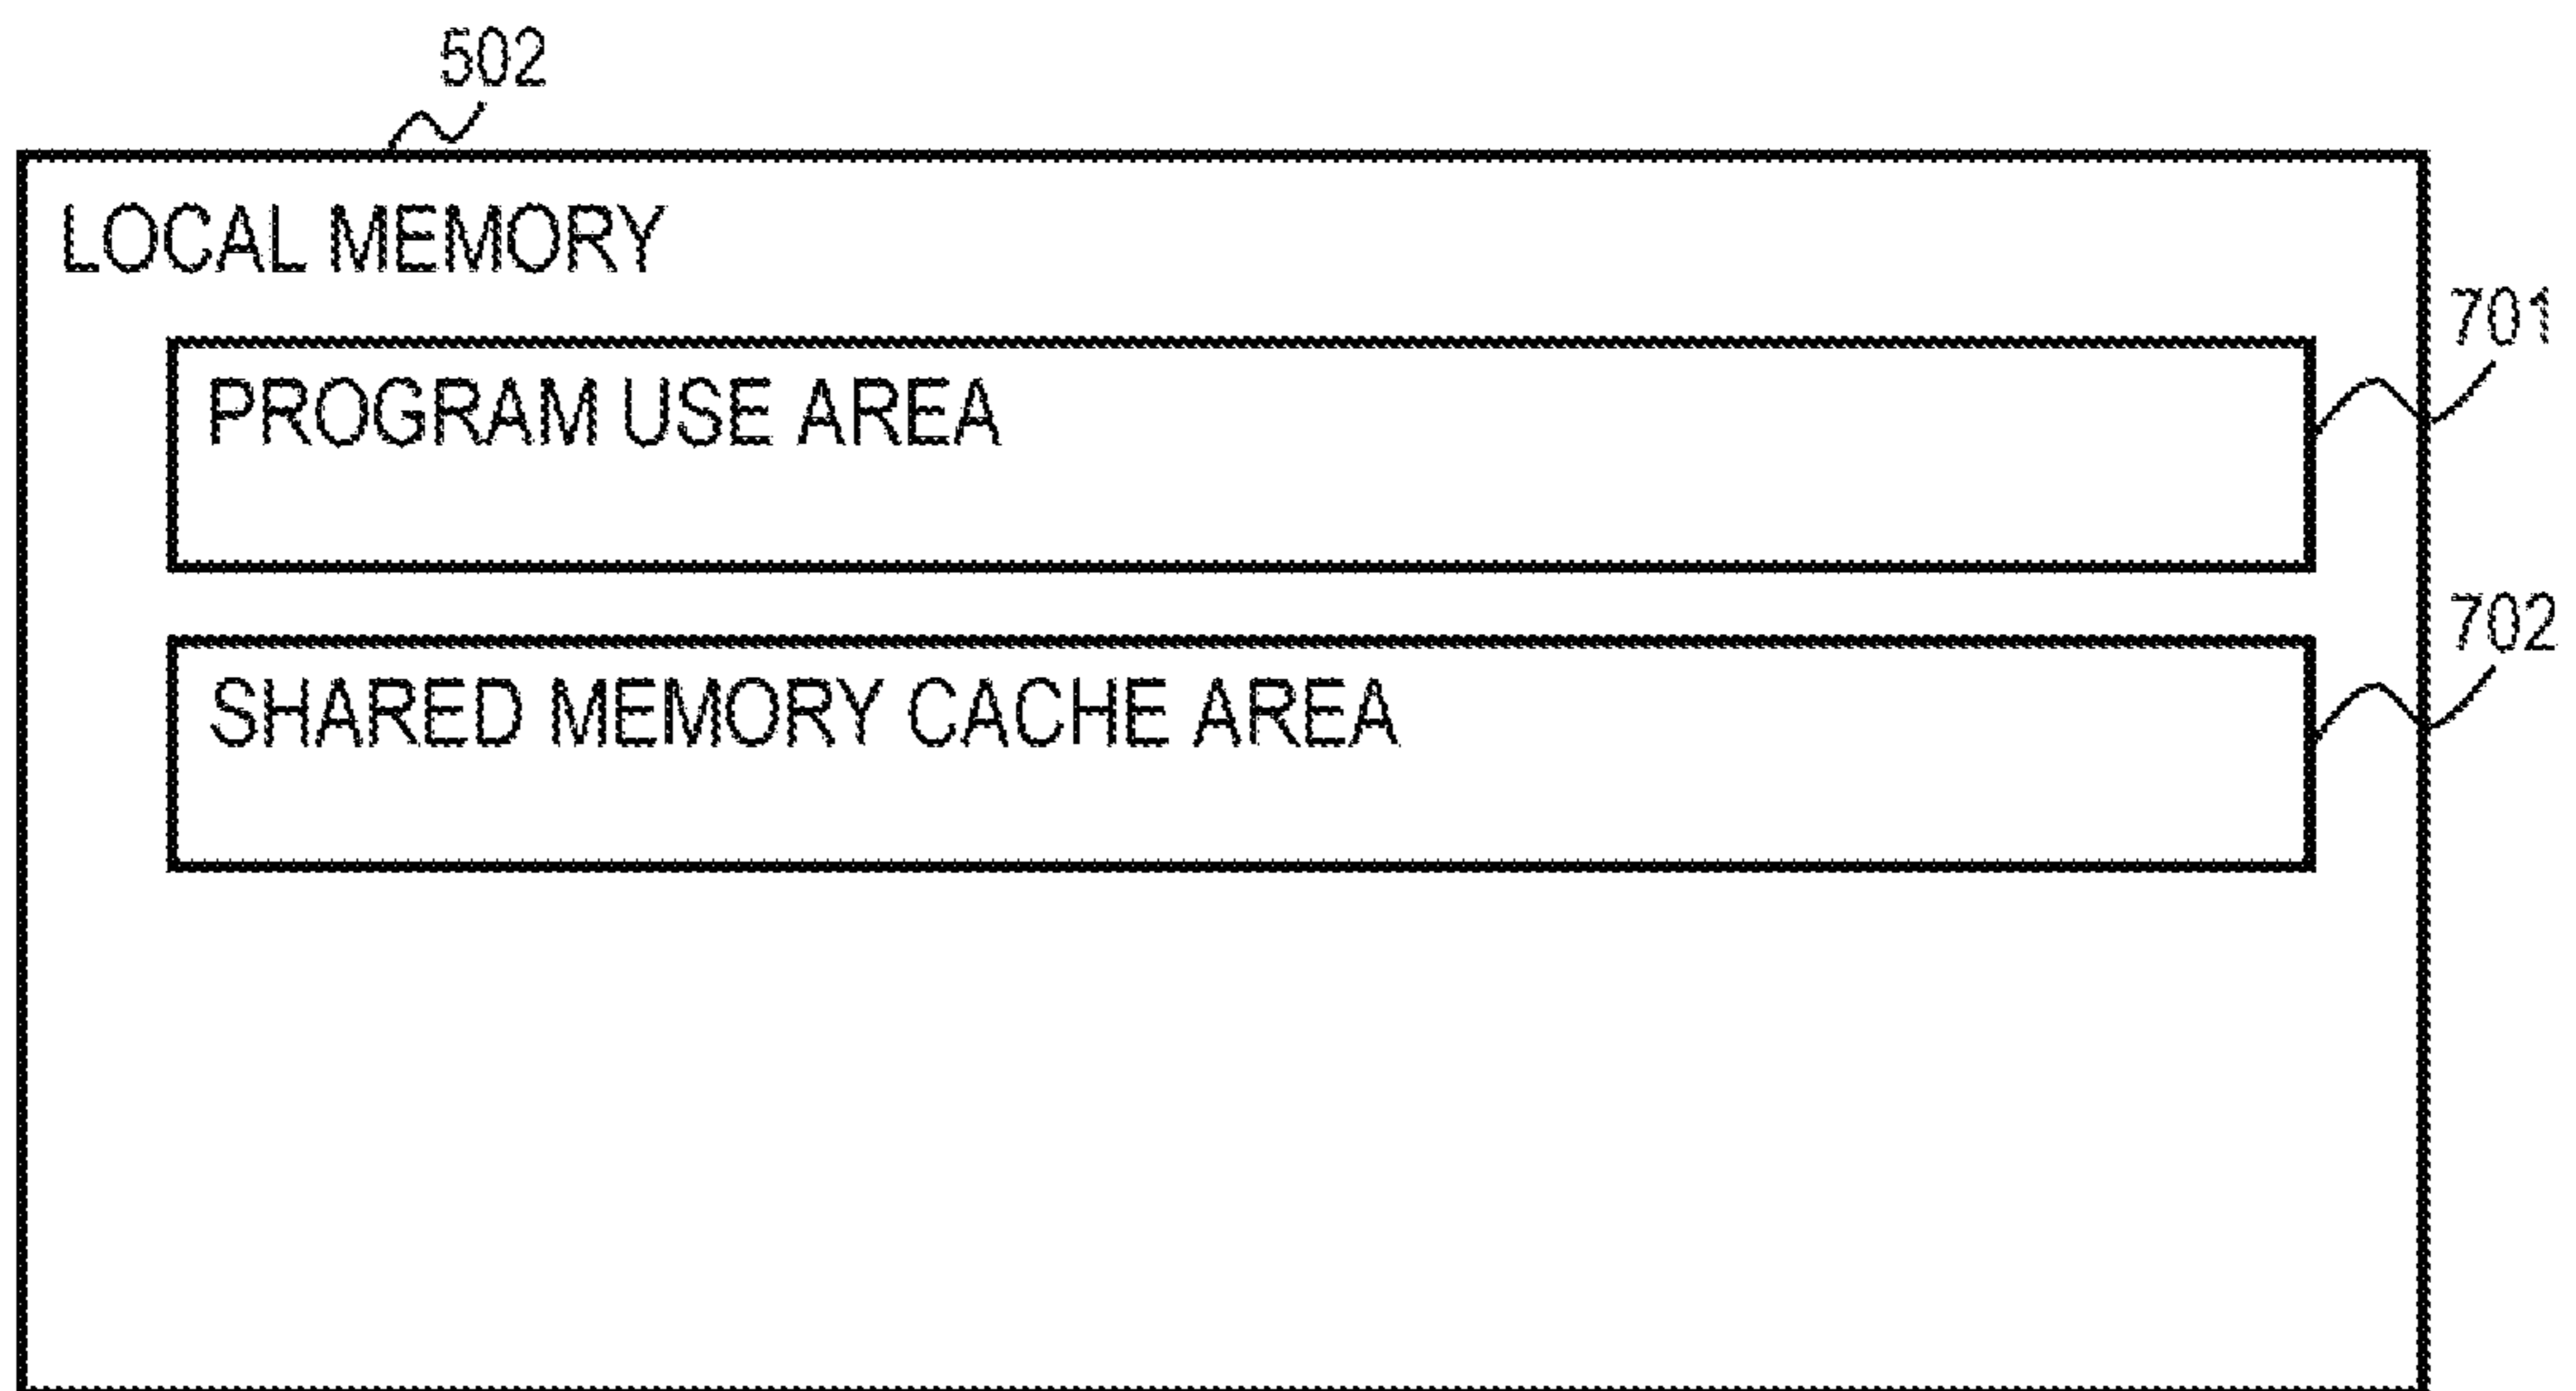 502
LOCAL MEMORY
701
PROGRAM USE AREA
702
SHARED MEMORY CACHE AREA